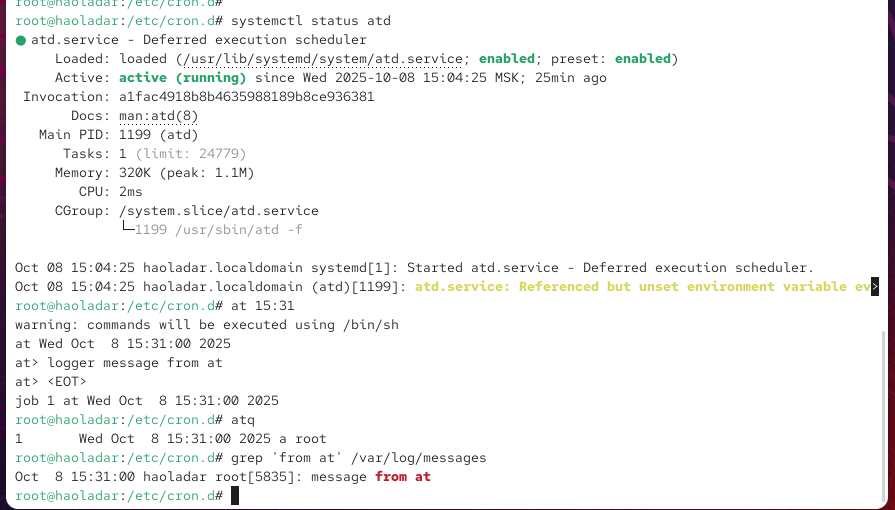 root@haoladar:/etc/cron.d#
root@haoladar:/etc/cron.d# systemctl status atd
● atd.service - Deferred execution scheduler
     Loaded: loaded (/usr/lib/systemd/system/atd.service; enabled; preset: enabled)
     Active: active (running) since Wed 2025-10-08 15:04:25 MSK; 25min ago
 Invocation: a1fac4918b8b4635988189b8ce936381
       Docs: man:atd(8)
   Main PID: 1199 (atd)
      Tasks: 1 (limit: 24779)
     Memory: 320K (peak: 1.1M)
        CPU: 2ms
     CGroup: /system.slice/atd.service
             └─1199 /usr/sbin/atd -f
Oct 08 15:04:25 haoladar.localdomain systemd[1]: Started atd.service - Deferred execution scheduler.
Oct 08 15:04:25 haoladar.localdomain (atd)[1199]: atd.service: Referenced but unset environment variable ev>
root@haoladar:/etc/cron.d# at 15:31
warning: commands will be executed using /bin/sh
at Wed Oct  8 15:31:00 2025
at> logger message from at
at> <EOT>
job 1 at Wed Oct  8 15:31:00 2025
root@haoladar:/etc/cron.d# atq
1       Wed Oct  8 15:31:00 2025 a root
root@haoladar:/etc/cron.d# grep 'from at' /var/log/messages
Oct  8 15:31:00 haoladar root[5835]: message from at
root@haoladar:/etc/cron.d#